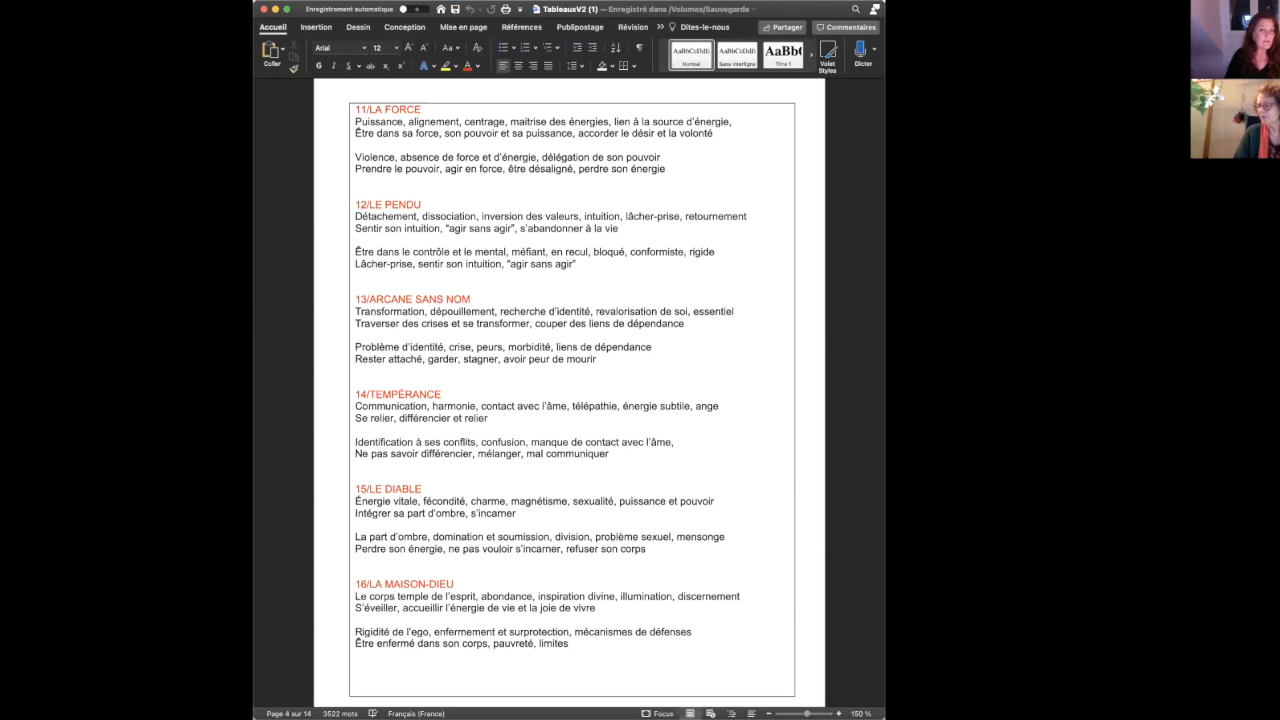 Enregistrement automatique
TableauxV2 (1) — Enregistré dans /Volumes/Sauvegarde
Accueil Insertion Dessin Conception Mise en page Références Publipostage Révision Dites-le-nous Partager Commentaires
Coller
Arial 12
AaBbCcDdEe
Normal
AaBbCcDdEe
Sans interligne
AaBbC
Titre 1
Volet Styles
Dicter
11/LA FORCE
Puissance, alignement, centrage, maitrise des énergies, lien à la source d’énergie,
Être dans sa force, son pouvoir et sa puissance, accorder le désir et la volonté
Violence, absence de force et d’énergie, délégation de son pouvoir
Prendre le pouvoir, agir en force, être désaligné, perdre son énergie
12/LE PENDU
Détachement, dissociation, inversion des valeurs, intuition, lâcher-prise, retournement
Sentir son intuition, “agir sans agir”, s’abandonner à la vie
Être dans le contrôle et le mental, méfiant, en recul, bloqué, conformiste, rigide
Lâcher-prise, sentir son intuition, “agir sans agir”
13/ARCANE SANS NOM
Transformation, dépouillement, recherche d’identité, revalorisation de soi, essentiel
Traverser des crises et se transformer, couper des liens de dépendance
Problème d’identité, crise, peurs, morbidité, liens de dépendance
Rester attaché, garder, stagner, avoir peur de mourir
14/TEMPÉRANCE
Communication, harmonie, contact avec l’âme, télépathie, énergie subtile, ange
Se relier, différencier et relier
Identification à ses conflits, confusion, manque de contact avec l’âme,
Ne pas savoir différencier, mélanger, mal communiquer
15/LE DIABLE
Énergie vitale, fécondité, charme, magnétisme, sexualité, puissance et pouvoir
Intégrer sa part d’ombre, s’incarner
La part d’ombre, domination et soumission, division, problème sexuel, mensonge
Perdre son énergie, ne pas vouloir s’incarner, refuser son corps
16/LA MAISON-DIEU
Le corps temple de l’esprit, abondance, inspiration divine, illumination, discernement
S’éveiller, accueillir l’énergie de vie et la joie de vivre
Rigidité de l’ego, enfermement et surprotection, mécanismes de défenses
Être enfermé dans son corps, pauvreté, limites
Page 4 sur 14 3522 mots Français (France) Focus 150 %